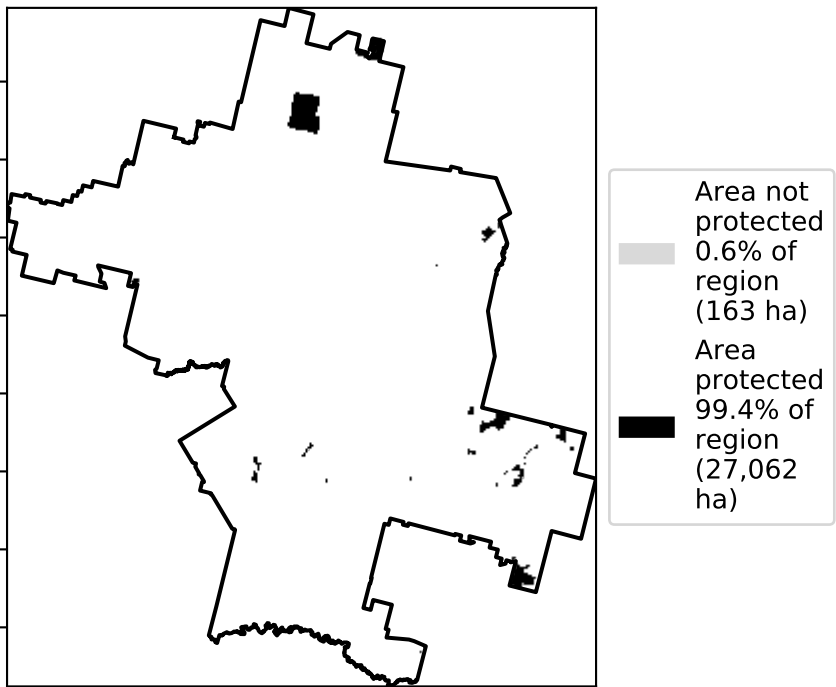 Area not
protected
0.6% of
region
(163 ha)
Area
protected
99.4% of
region
(27,062
ha)